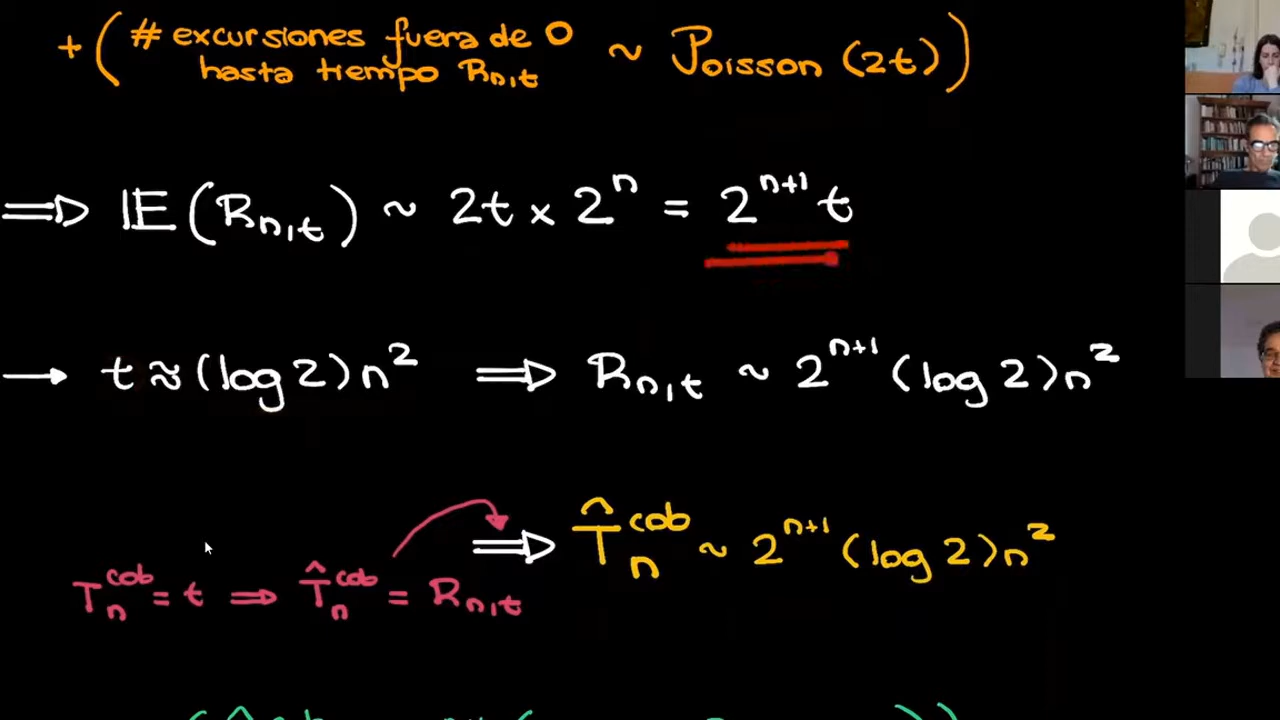 + ( # excursiones fuera de 0 ~ Poisson (2t) )
hasta tiempo R_{n,t}
⟹ 𝔼 (R_{n,t}) ~ 2t × 2^n = 2^{n+1} t
→ t ≈ (log 2) n^2 ⟹ R_{n,t} ~ 2^{n+1} (log 2) n^2
⟹ T̂_n^{cob} ~ 2^{n+1} (log 2) n^2
T_n^{cob} = t ⟹ T̂_n^{cob} = R_{n,t}